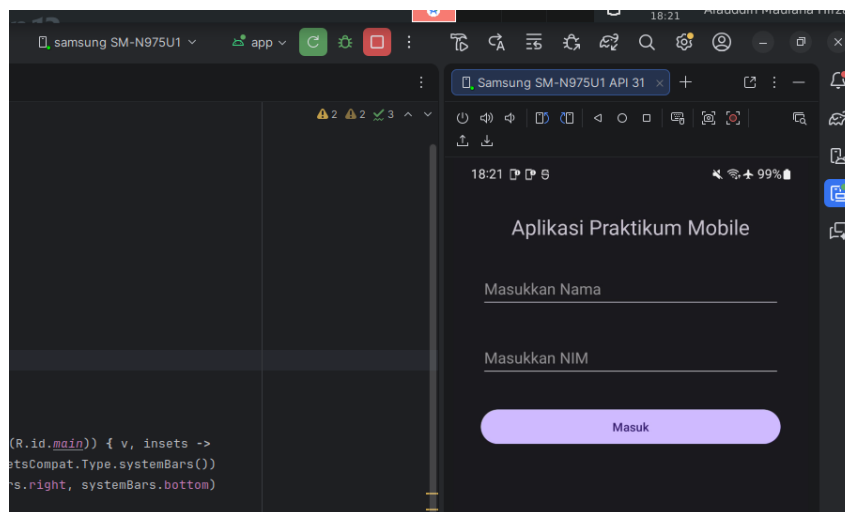 18:21
samsung SM-N975U1
app
Samsung SM-N975U1 API 31
2 2 3
18:21
99%
Aplikasi Praktikum Mobile
Masukkan Nama
Masukkan NIM
Masuk
(R.id.main)) { v, insets ->
etsCompat.Type.systemBars())
s.right, systemBars.bottom)